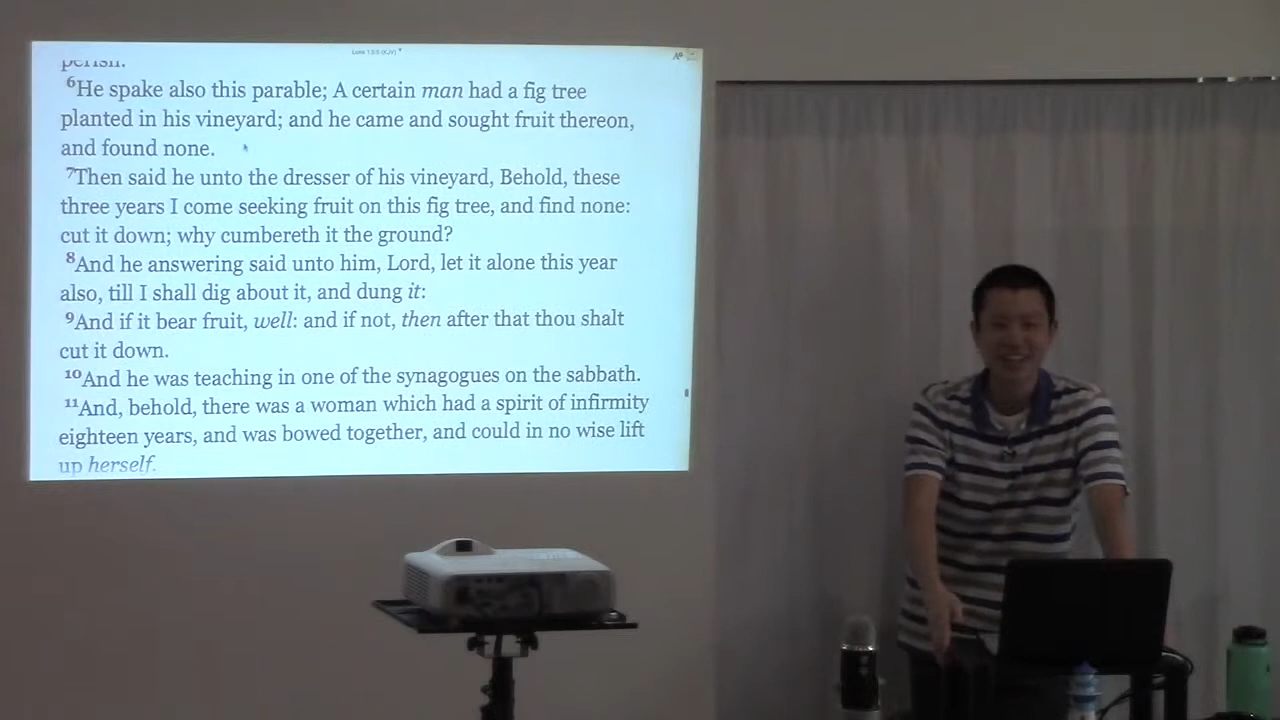 Luke 13:5 (KJV)
perish.
6He spake also this parable; A certain man had a fig tree
planted in his vineyard; and he came and sought fruit thereon,
and found none.
7Then said he unto the dresser of his vineyard, Behold, these
three years I come seeking fruit on this fig tree, and find none:
cut it down; why cumbereth it the ground?
8And he answering said unto him, Lord, let it alone this year
also, till I shall dig about it, and dung it:
9And if it bear fruit, well: and if not, then after that thou shalt
cut it down.
10And he was teaching in one of the synagogues on the sabbath.
11And, behold, there was a woman which had a spirit of infirmity
eighteen years, and was bowed together, and could in no wise lift
up herself.